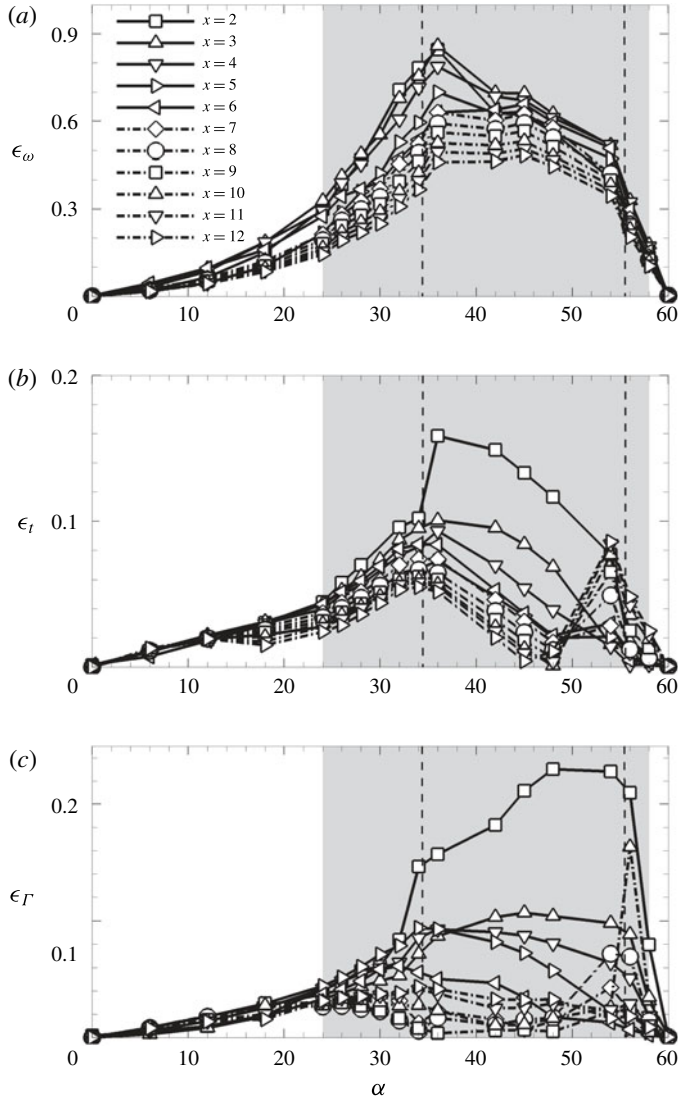 (a)
0.9
0.6
ϵω
0.3
0
x = 2
x = 3
x = 4
x = 5
x = 6
x = 7
x = 8
x = 9
x = 10
x = 11
x = 12
10 20 30 40 50 60
(b)
0.2
0.1
ϵt
0
10 20 30 40 50 60
(c)
0.2
ϵΓ
0.1
0
10 20 30 40 50 60
α